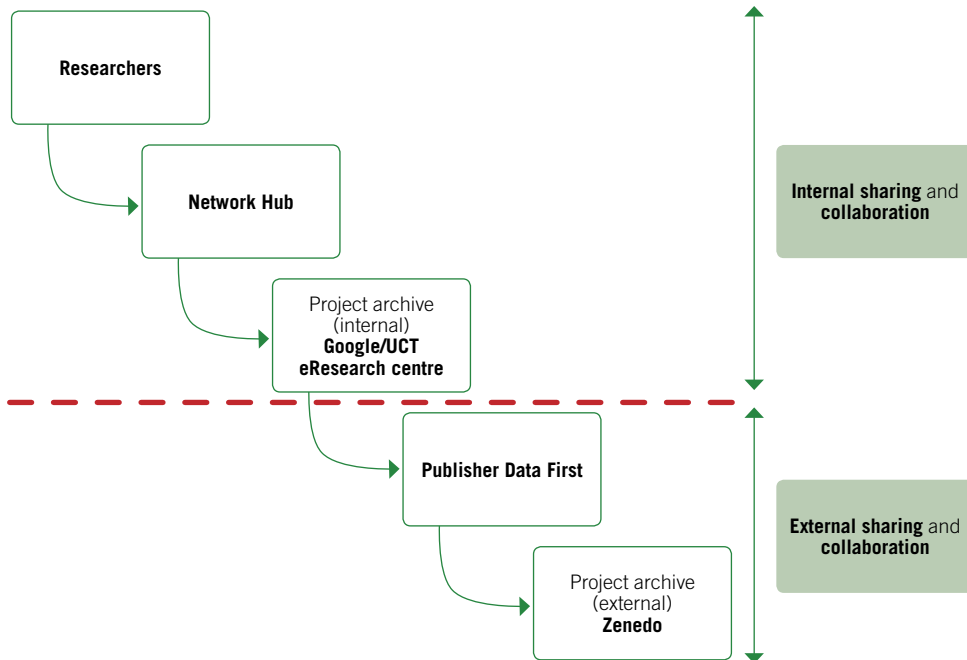 Researchers
Network Hub
Internal sharing and
collaboration
Project archive
(internal)
Google/UCT
eResearch centre
Publisher Data First
External sharing and
collaboration
Project archive
(external)
Zenedo